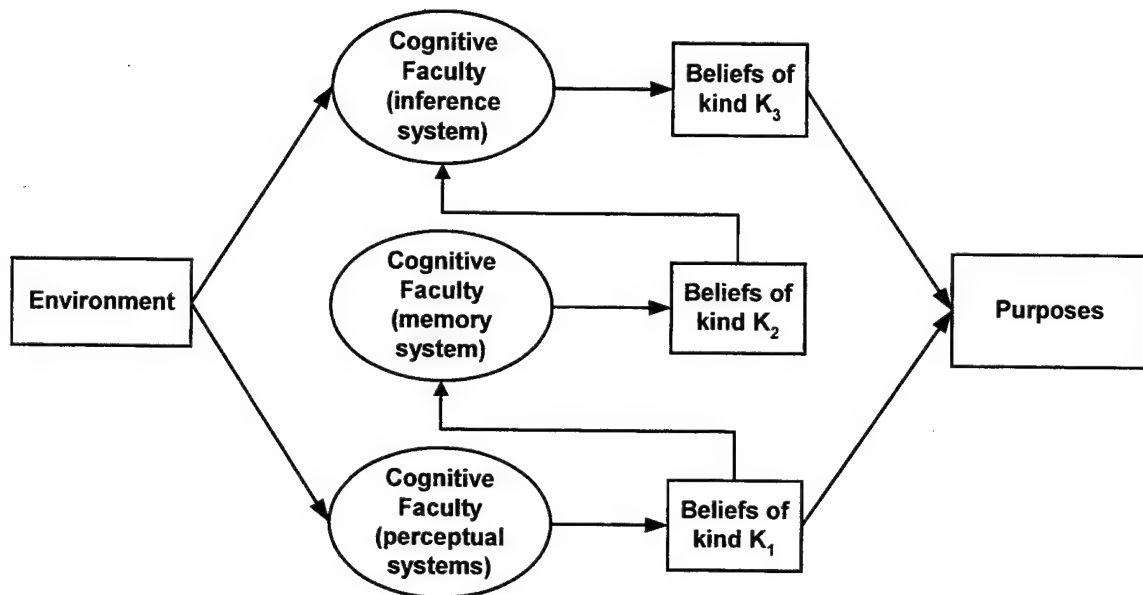 Cognitive
Faculty
(inference
system)
Beliefs of
kind K₃
Environment
Cognitive
Faculty
(memory
system)
Beliefs of
kind K₂
Purposes
Cognitive
Faculty
(perceptual
systems)
Beliefs of
kind K₁